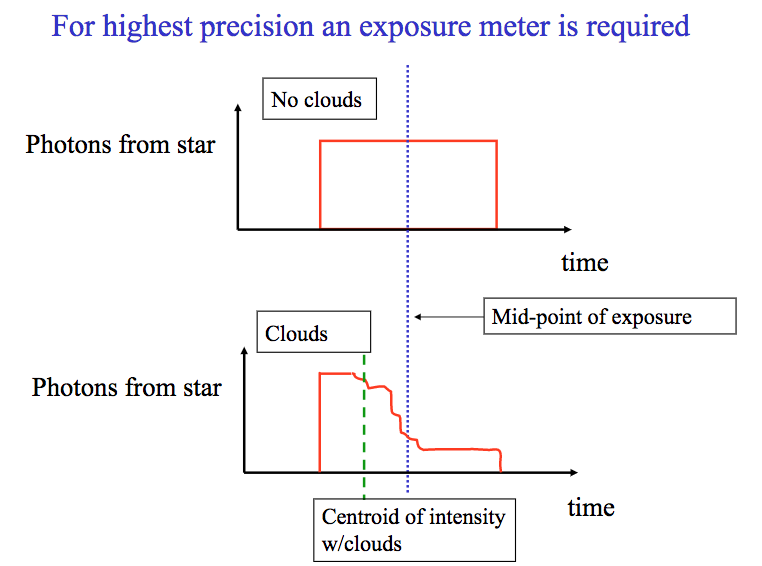 For highest precision an exposure meter is required
No clouds
Photons from star
time
Mid-point of exposure
Clouds
Photons from star
time
Centroid of intensity
w/clouds